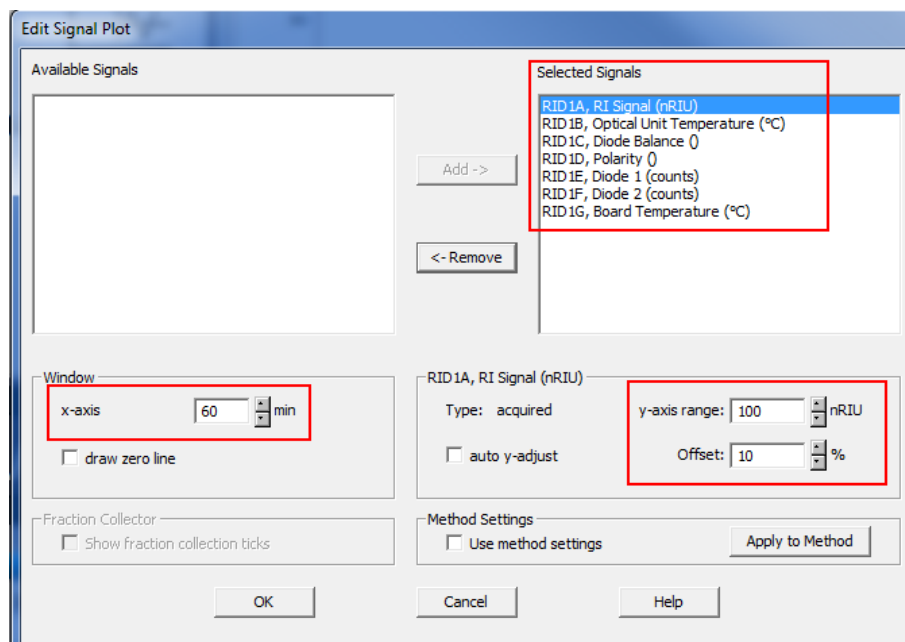 Edit Signal Plot
Available Signals
Selected Signals
RID1A, RI Signal (nRIU)
RID1B, Optical Unit Temperature (°C)
RID1C, Diode Balance ()
RID1D, Polarity ()
RID1E, Diode 1 (counts)
RID1F, Diode 2 (counts)
RID1G, Board Temperature (°C)
Add ->
<- Remove
Window
x-axis 60 min
draw zero line
RID1A, RI Signal (nRIU)
Type: acquired
y-axis range: 100 nRIU
auto y-adjust
Offset: 10 %
Fraction Collector
Show fraction collection ticks
Method Settings
Use method settings
Apply to Method
OK
Cancel
Help